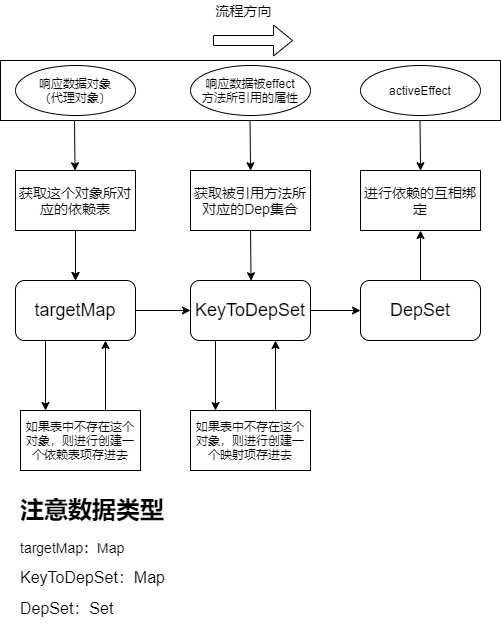 流程方向
响应数据对象
（代理对象）
响应数据被effect
方法所引用的属性
activeEffect
获取这个对象所对
应的依赖表
获取被引用方法所
对应的Dep集合
进行依赖的互相绑
定
targetMap
KeyToDepSet
DepSet
如果表中不存在这个
对象，则进行创建一
个依赖表项存进去
如果表中不存在这个
对象，则进行创建一
个映射项存进去
注意数据类型
targetMap：Map
KeyToDepSet：Map
DepSet：Set